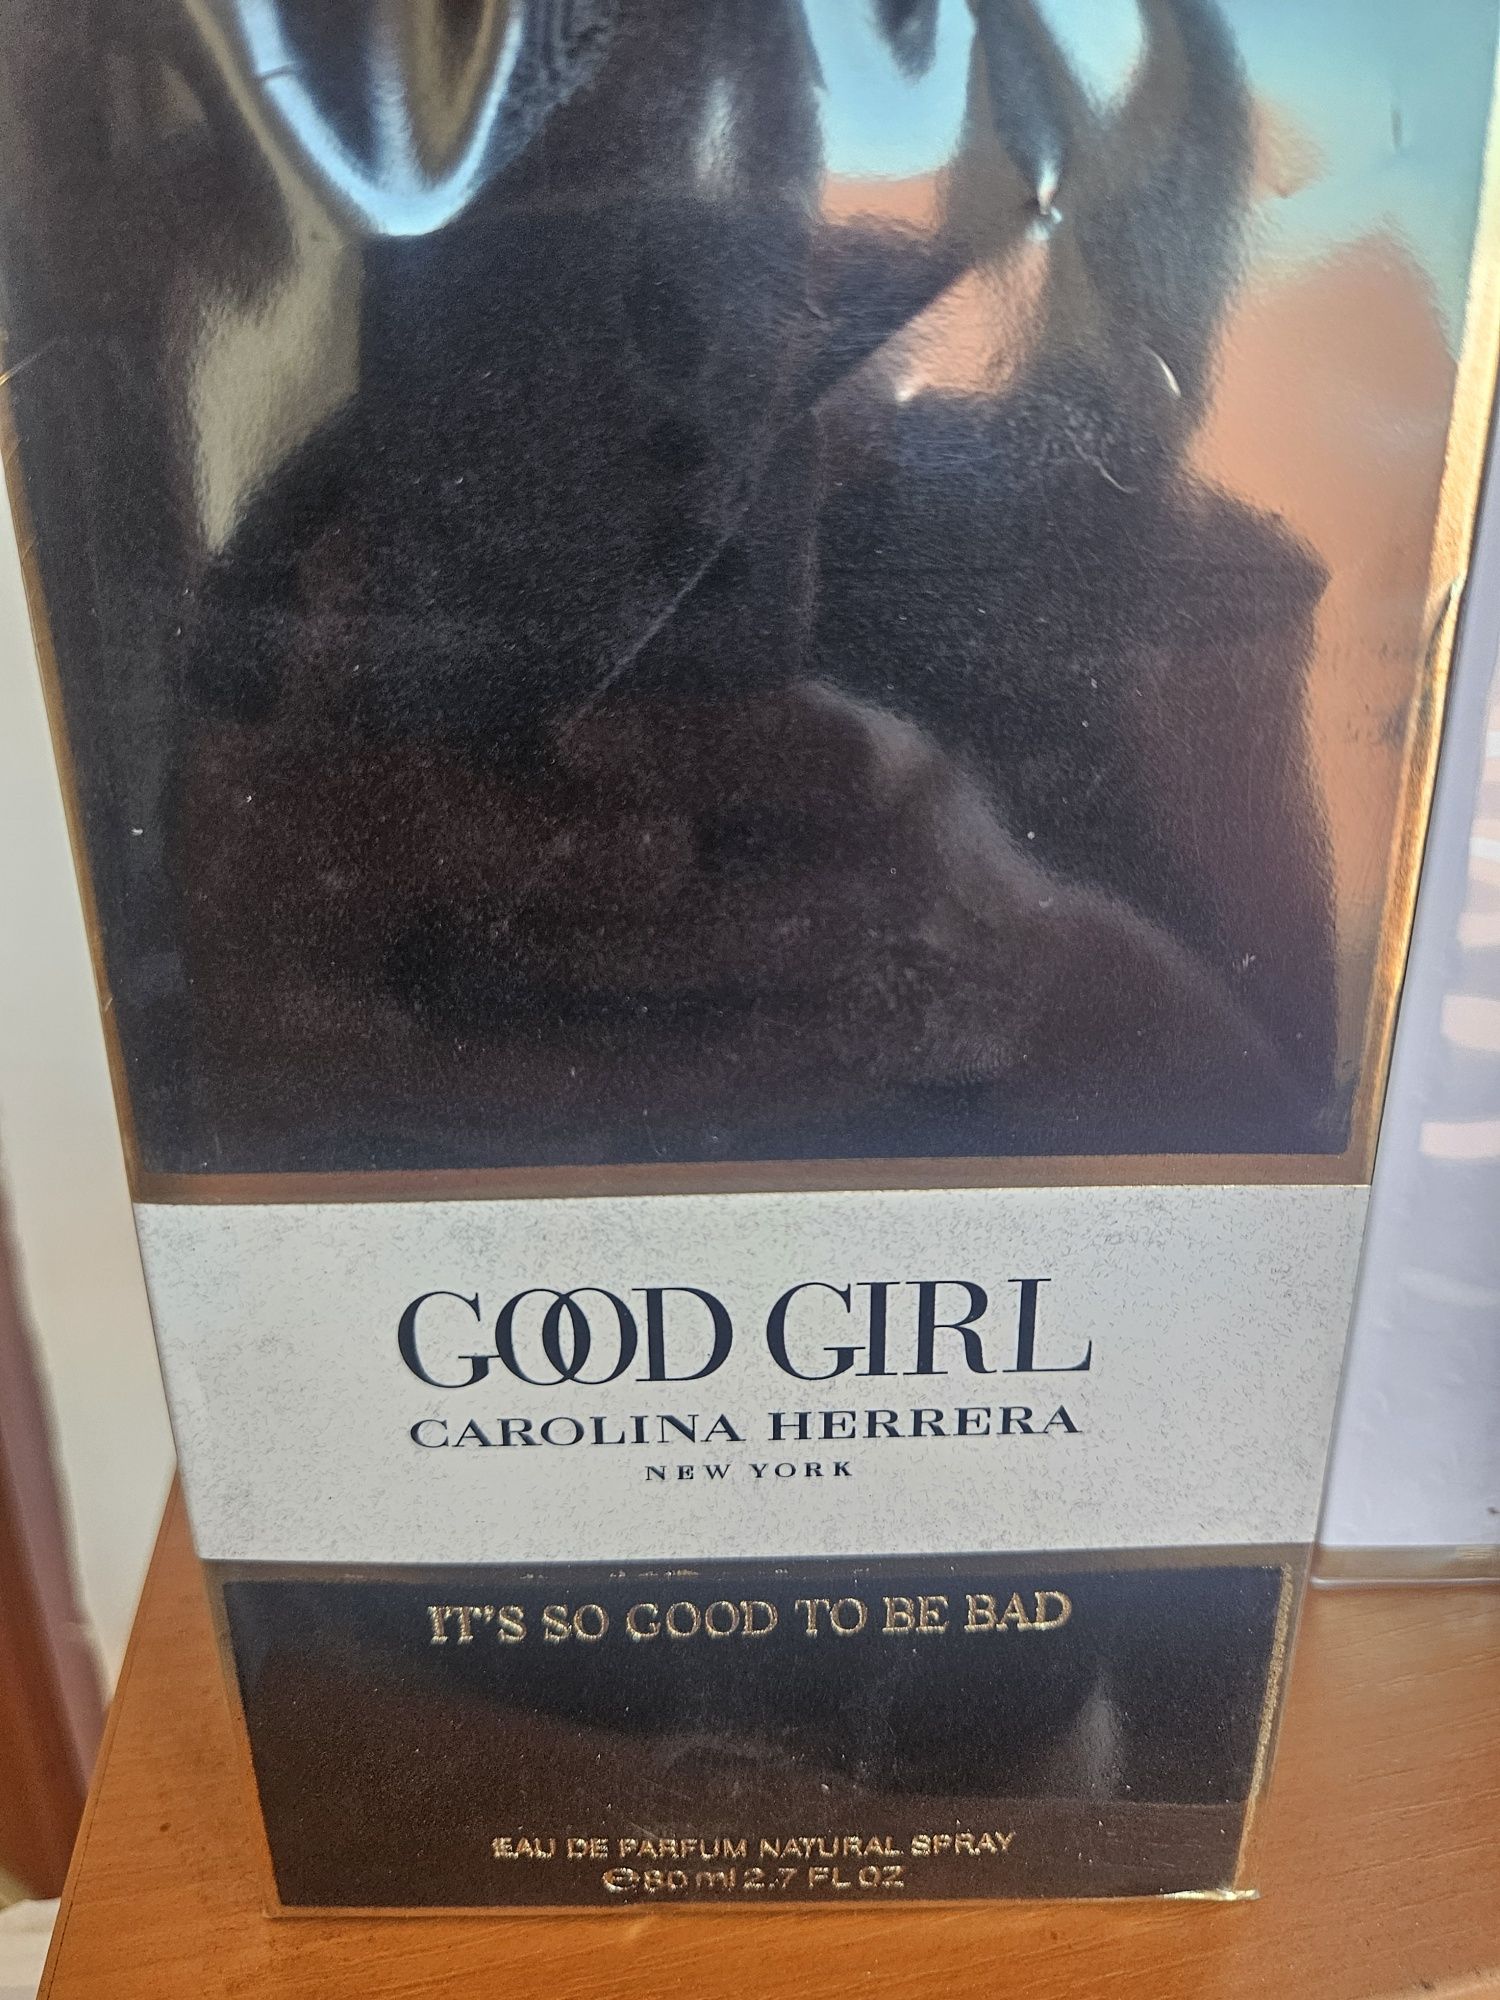 GOOD GIRL
CAROLINA HERRERA
NEW YORK
IT'S SO GOOD TO BE BAD
EAU DE PARFUM NATURAL SPRAY
℮80 ml 2.7 FL OZ